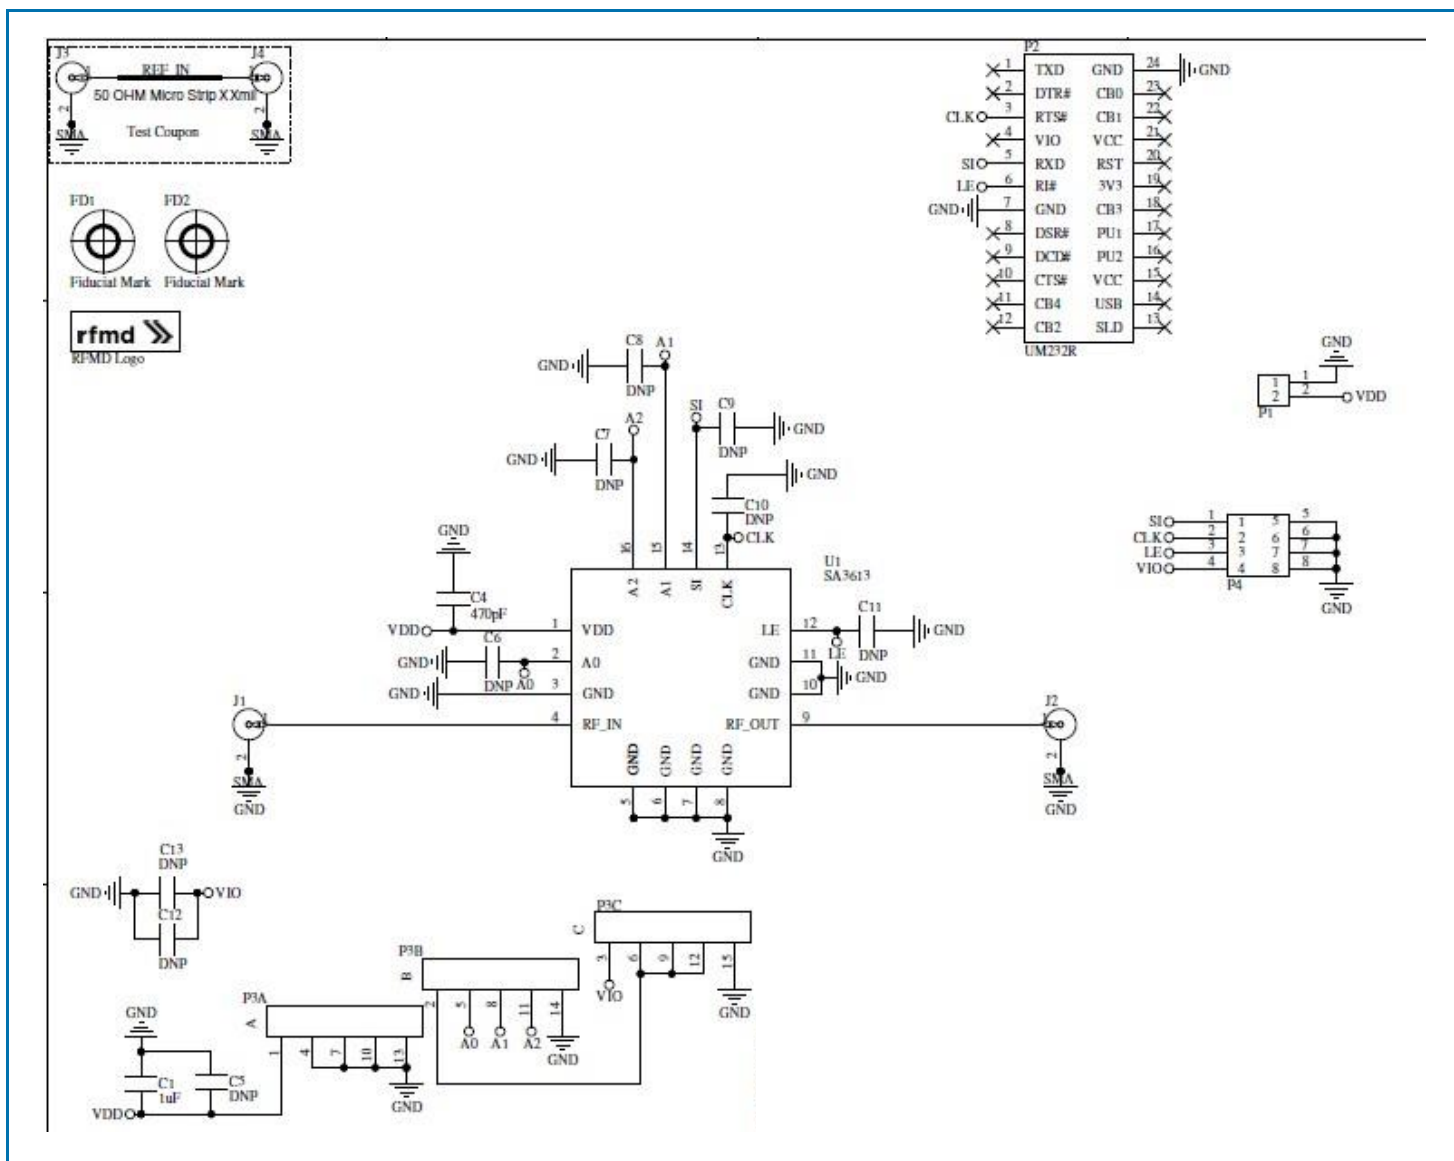 J3
J4
1 REF_IN 1
50 OHM Micro Strip XXmil
2 2
SMA SMA
Test Coupon
FD1 FD2
Fiducial Mark Fiducial Mark
rfmd
RFMD Logo
P2
1 TXD GND 24 GND
2 DTR# CB0 23
CLK 3 RTS# CB1 22
4 VIO VCC 21
SI 5 RXD RST 20
LE 6 RI# 3V3 19
GND 7 GND CB3 18
8 DSR# PU1 17
9 DCD# PU2 16
10 CTS# VCC 15
11 CB4 USB 14
12 CB2 SLD 13
UM232R
GND
1 1
2 2 VDD
P1
SI 1 1 5 5
CLK 2 2 6 6
LE 3 3 7 7
VIO 4 4 8 8
P4
GND
C8 A1
GND
DNP
A2
C7
GND
DNP
SI C9
GND
DNP
GND
C10
DNP
CLK
GND
C4
470pF
VDD
C6
GND
DNP A0
GND
U1
SA3613
16 15 14 13
A2 A1 SI CLK
1 VDD LE 12
2 A0 GND 11
3 GND GND 10
4 RF_IN RF_OUT 9
GND GND GND GND
5 6 7 8
GND
C11
GND
LE DNP
GND
J1
1
2
SMA
GND
J2
1
2
SMA
GND
C13
DNP
GND VIO
C12
DNP
P3C
C
3 6 9 12 15
VIO
GND
P3B
B
2 5 8 11 14
A0 A1 A2
GND
P3A
A
1 4 7 10 13
GND
GND
C1
1uF
C5
DNP
VDD